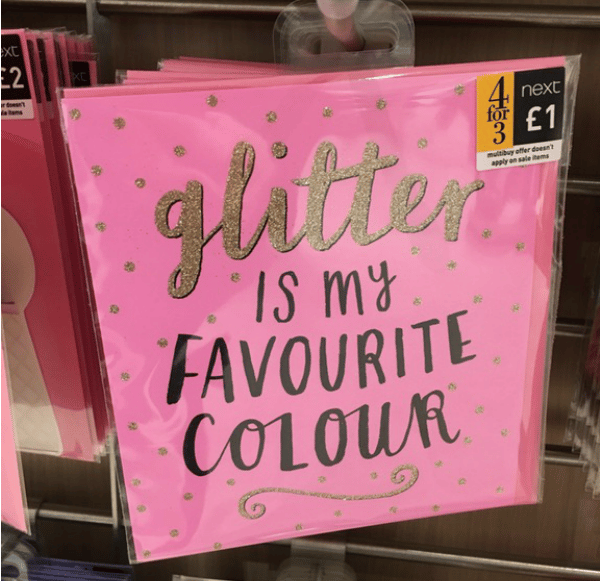 ext
£2
next
4
for
3
next
£1
multibuy offer doesn't
apply on sale items
glitter
IS my
FAVOURITE
COLOUR